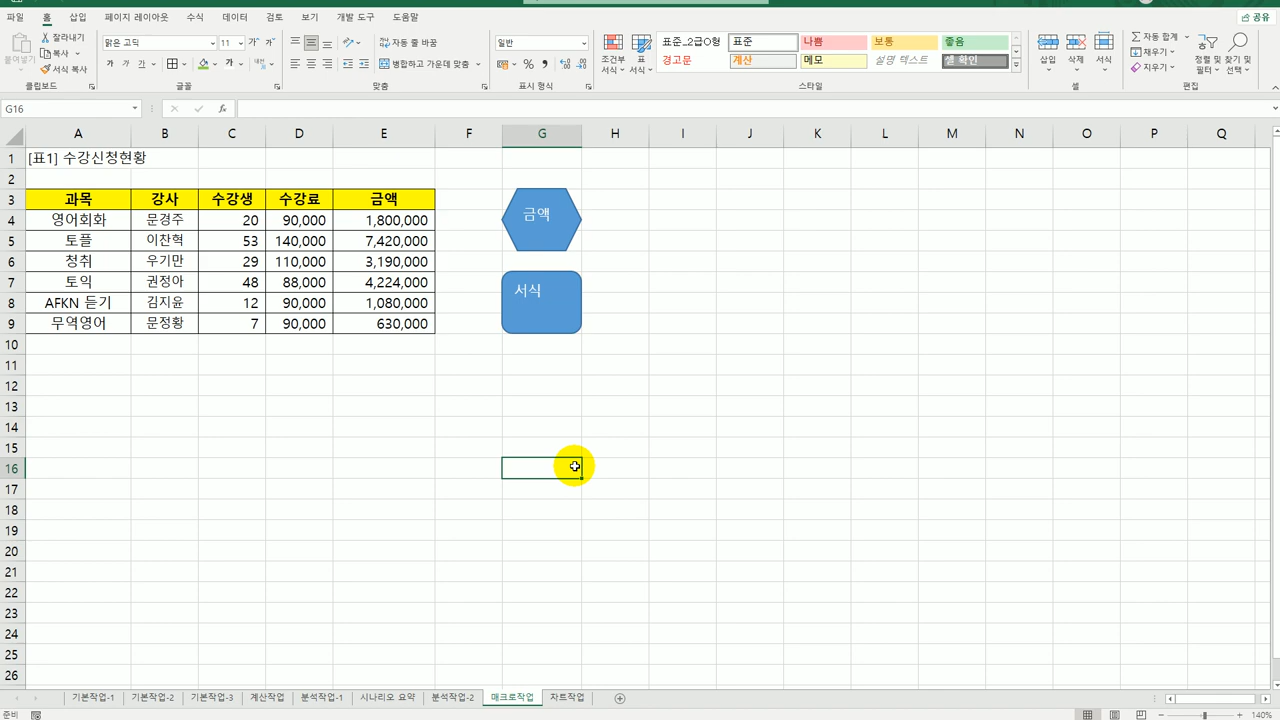 파일 홈 삽입 페이지 레이아웃 수식 데이터 검토 보기 개발 도구 도움말 공유
잘라내기
복사
서식 복사
붙여넣기
클립보드
맑은 고딕 11
가 가 가
글꼴
자동 줄 바꿈
병합하고 가운데 맞춤
맞춤
일반
표시 형식
조건부 서식
표 서식
표준_2급O형 표준 나쁨 보통 좋음
경고문 계산 메모 설명 텍스트 셀 확인
스타일
삽입 삭제 서식
셀
자동 합계
채우기
지우기
정렬 및 필터
찾기 및 선택
편집
G16 fx
A B C D E F G H I J K L M N O P Q
1 [표1] 수강신청현황
2
3 과목 강사 수강생 수강료 금액
4 영어회화 문경주 20 90,000 1,800,000 금액
5 토플 이찬혁 53 140,000 7,420,000
6 청취 우기만 29 110,000 3,190,000
7 토익 권정아 48 88,000 4,224,000 서식
8 AFKN 듣기 김지윤 12 90,000 1,080,000
9 무역영어 문정황 7 90,000 630,000
10
11
12
13
14
15
16
17
18
19
20
21
22
23
24
25
26
기본작업-1 기본작업-2 기본작업-3 계산작업 분석작업-1 시나리오 요약 분석작업-2 매크로작업 차트작업
준비 140%